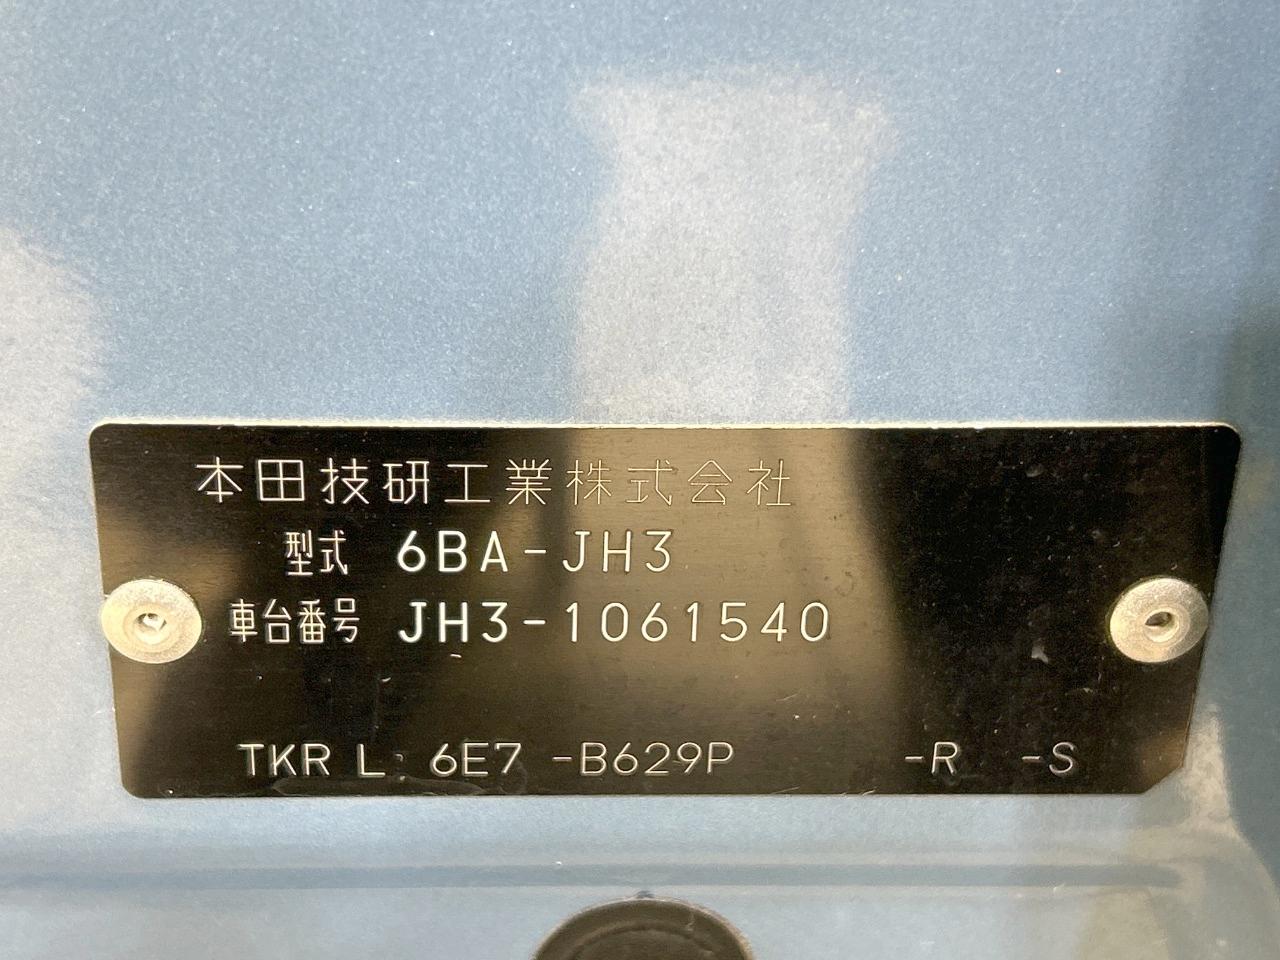 本田技研工業株式会社
型式 6BA-JH3
車台番号 JH3-1061540
TKR L: 6E7 -B629P -R -S